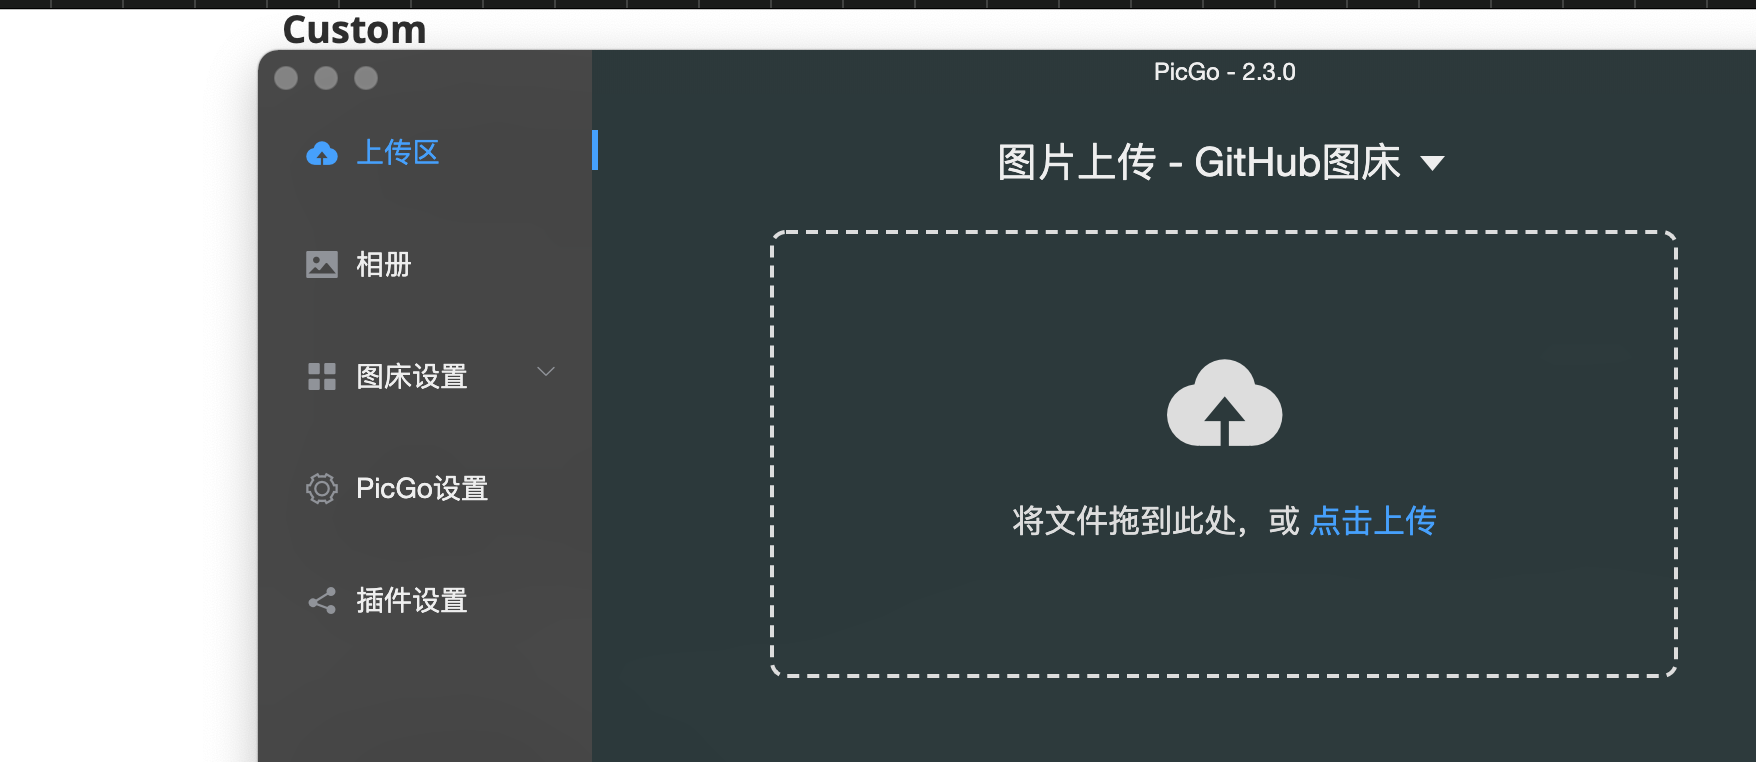 Custom
PicGo - 2.3.0
上传区
相册
图床设置
PicGo设置
插件设置
图片上传 - GitHub图床
将文件拖到此处，或 点击上传